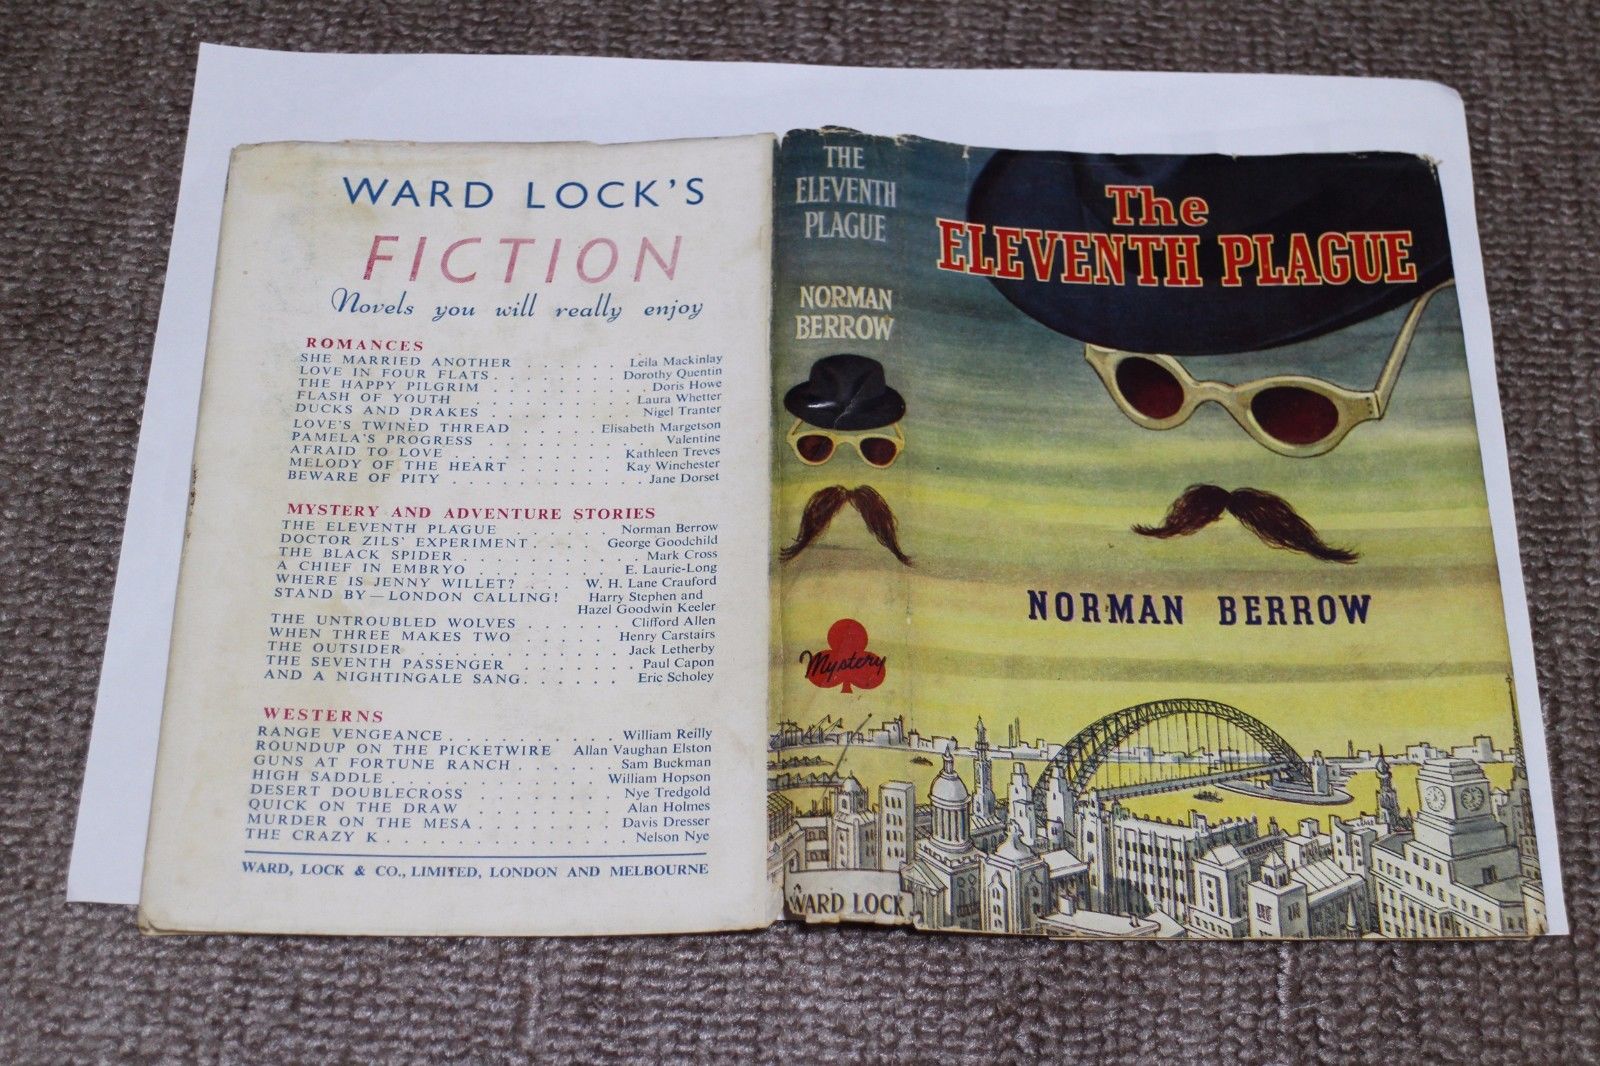 WARD LOCK'S
FICTION
Novels you will really enjoy
ROMANCES
SHE MARRIED ANOTHER . . . . . . Leila Mackinlay
LOVE IN FOUR FLATS . . . . . . . . Dorothy Quentin
THE HAPPY PILGRIM . . . . . . . . . Doris Howe
FLASH OF YOUTH . . . . . . . . . . Laura Whetter
DUCKS AND DRAKES . . . . . . . . . Nigel Tranter
LOVE'S TWINED THREAD . . . . . Elisabeth Margetson
PAMELA'S PROGRESS . . . . . . . . . . Valentine
AFRAID TO LOVE . . . . . . . . . . Kathleen Treves
MELODY OF THE HEART . . . . . . Kay Winchester
BEWARE OF PITY . . . . . . . . . . . . Jane Dorset
MYSTERY AND ADVENTURE STORIES
THE ELEVENTH PLAGUE . . . . . . Norman Berrow
DOCTOR ZILS' EXPERIMENT . . . . George Goodchild
THE BLACK SPIDER . . . . . . . . . . Mark Cross
A CHIEF IN EMBRYO . . . . . . . . E. Laurie-Long
WHERE IS JENNY WILLET? . . . W. H. Lane Crauford
STAND BY — LONDON CALLING! Harry Stephen and
Hazel Goodwin Keeler
THE UNTROUBLED WOLVES . . . . . . Clifford Allen
WHEN THREE MAKES TWO . . . . . . Henry Carstairs
THE OUTSIDER . . . . . . . . . . . . Jack Letherby
THE SEVENTH PASSENGER . . . . . . . . Paul Capon
AND A NIGHTINGALE SANG . . . . . . Eric Scholey
WESTERNS
RANGE VENGEANCE . . . . . . . . . . William Reilly
ROUNDUP ON THE PICKETWIRE Allan Vaughan Elston
GUNS AT FORTUNE RANCH . . . . . . Sam Buckman
HIGH SADDLE . . . . . . . . . . . . William Hopson
DESERT DOUBLECROSS . . . . . . . . Nye Tredgold
QUICK ON THE DRAW . . . . . . . . . Alan Holmes
MURDER ON THE MESA . . . . . . . . Davis Dresser
THE CRAZY K . . . . . . . . . . . . . . Nelson Nye
WARD, LOCK & CO., LIMITED, LONDON AND MELBOURNE
THE
ELEVENTH
PLAGUE
NORMAN
BERROW
Mystery
WARD LOCK
The
ELEVENTH PLAGUE
NORMAN BERROW